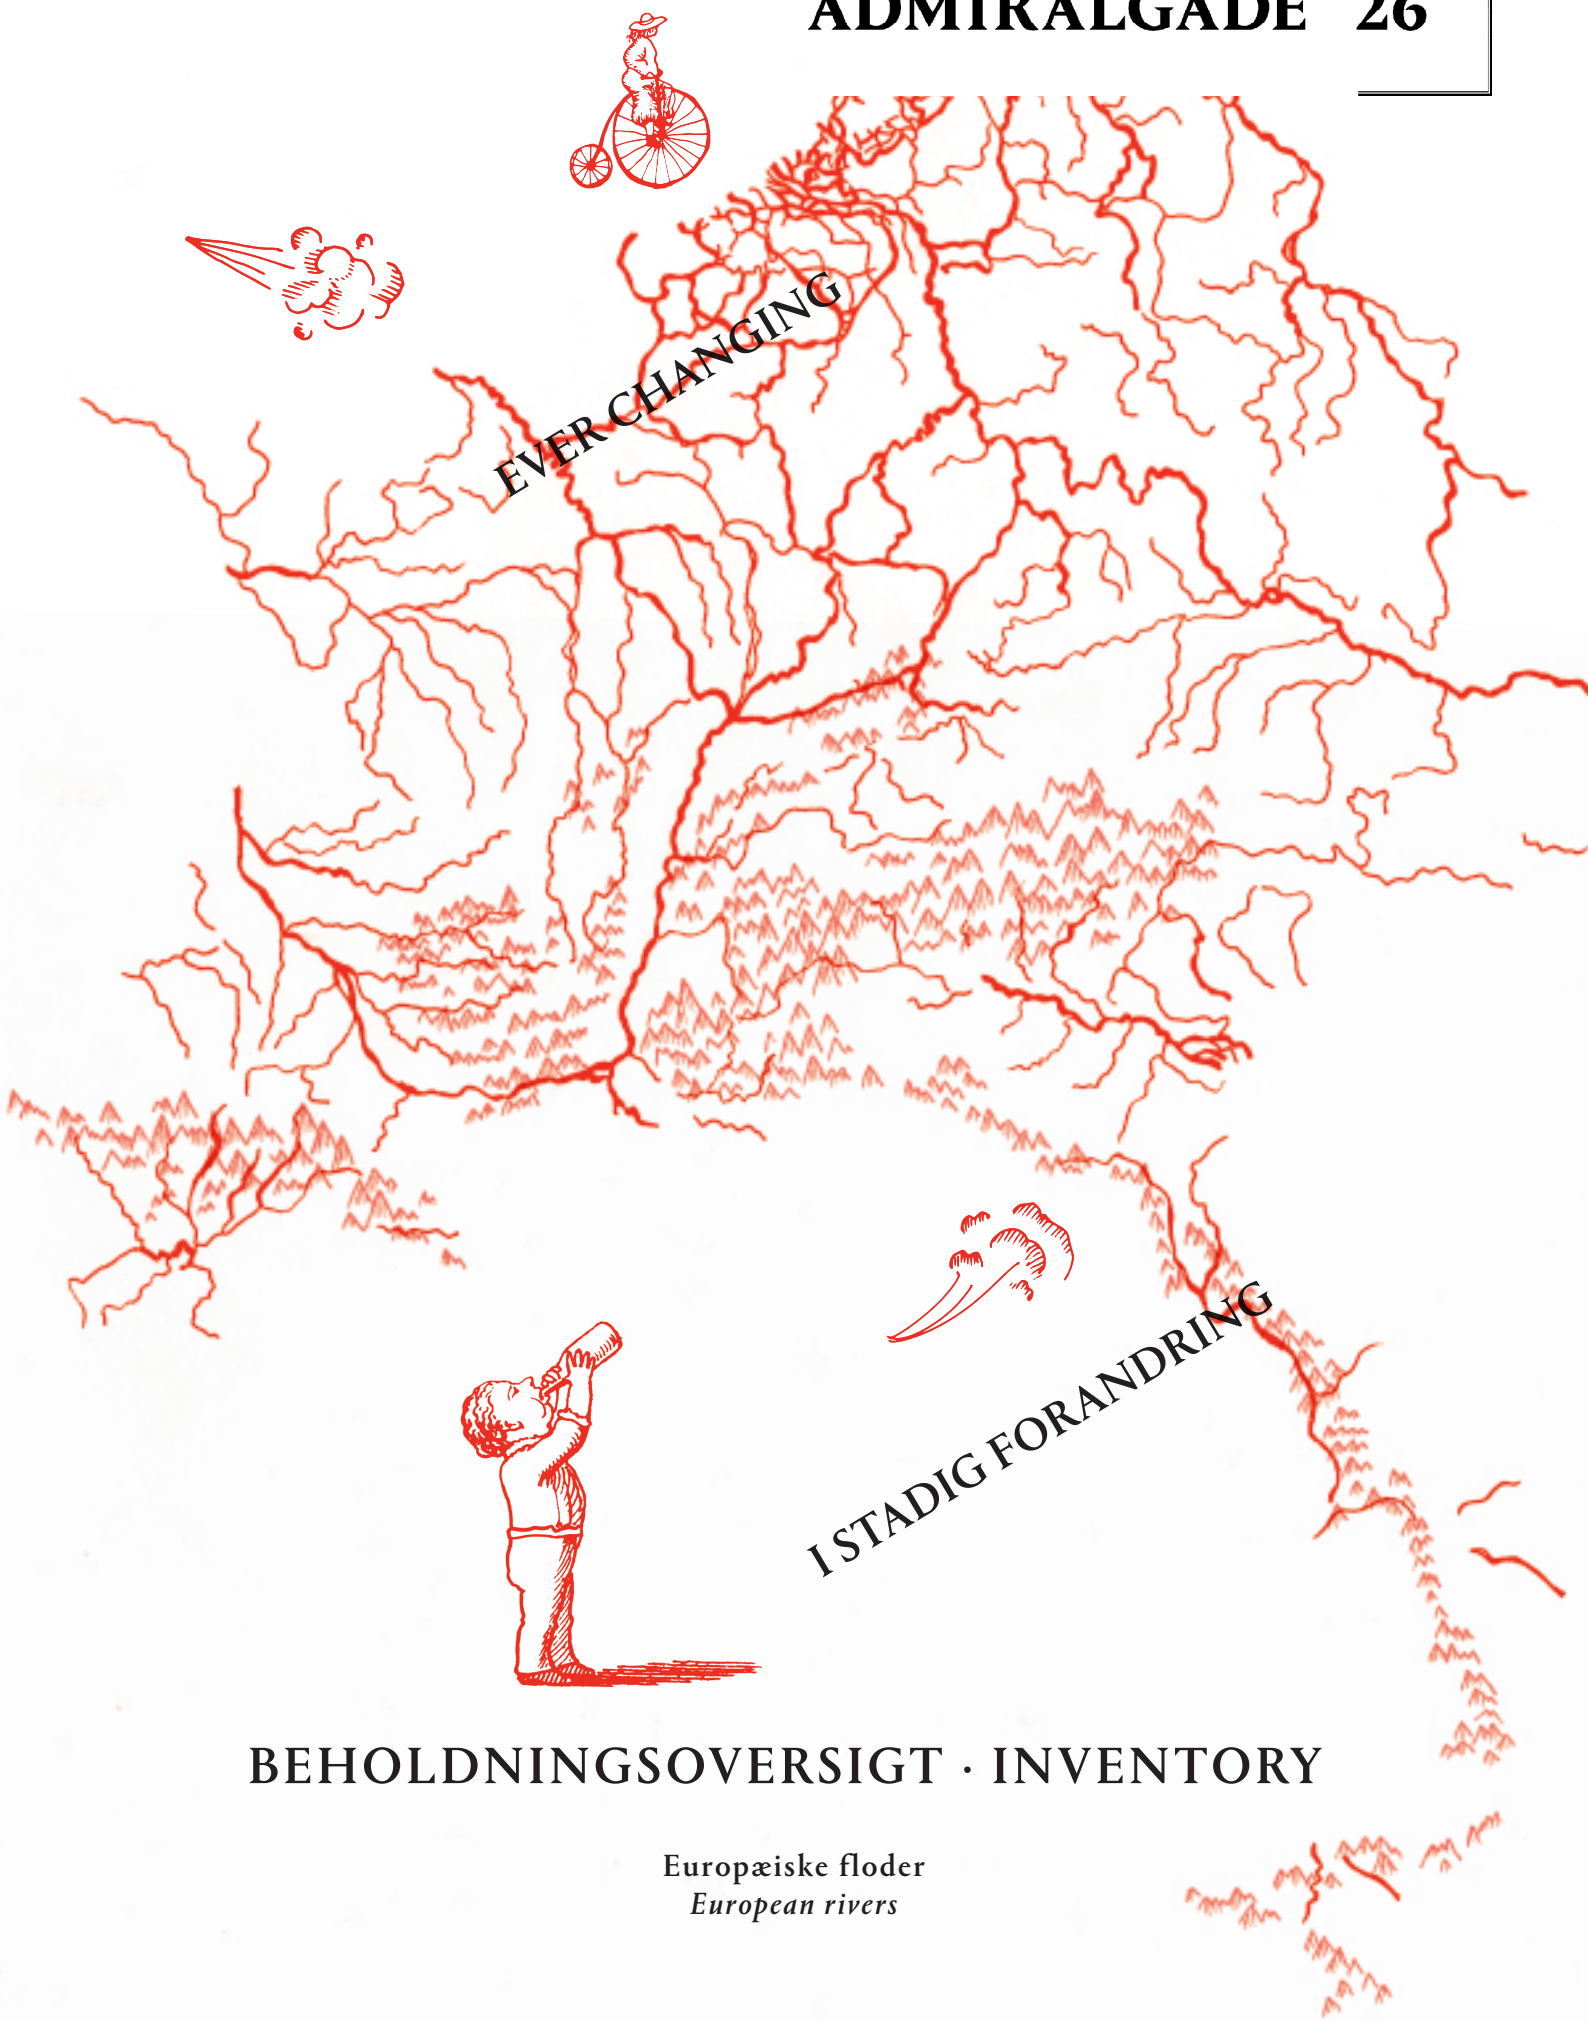 ADMIRALGADE 26
EVER CHANGING
I STADIG FORANDRING
BEHOLDNINGSOVERSIGT · INVENTORY
Europæiske floder
European rivers